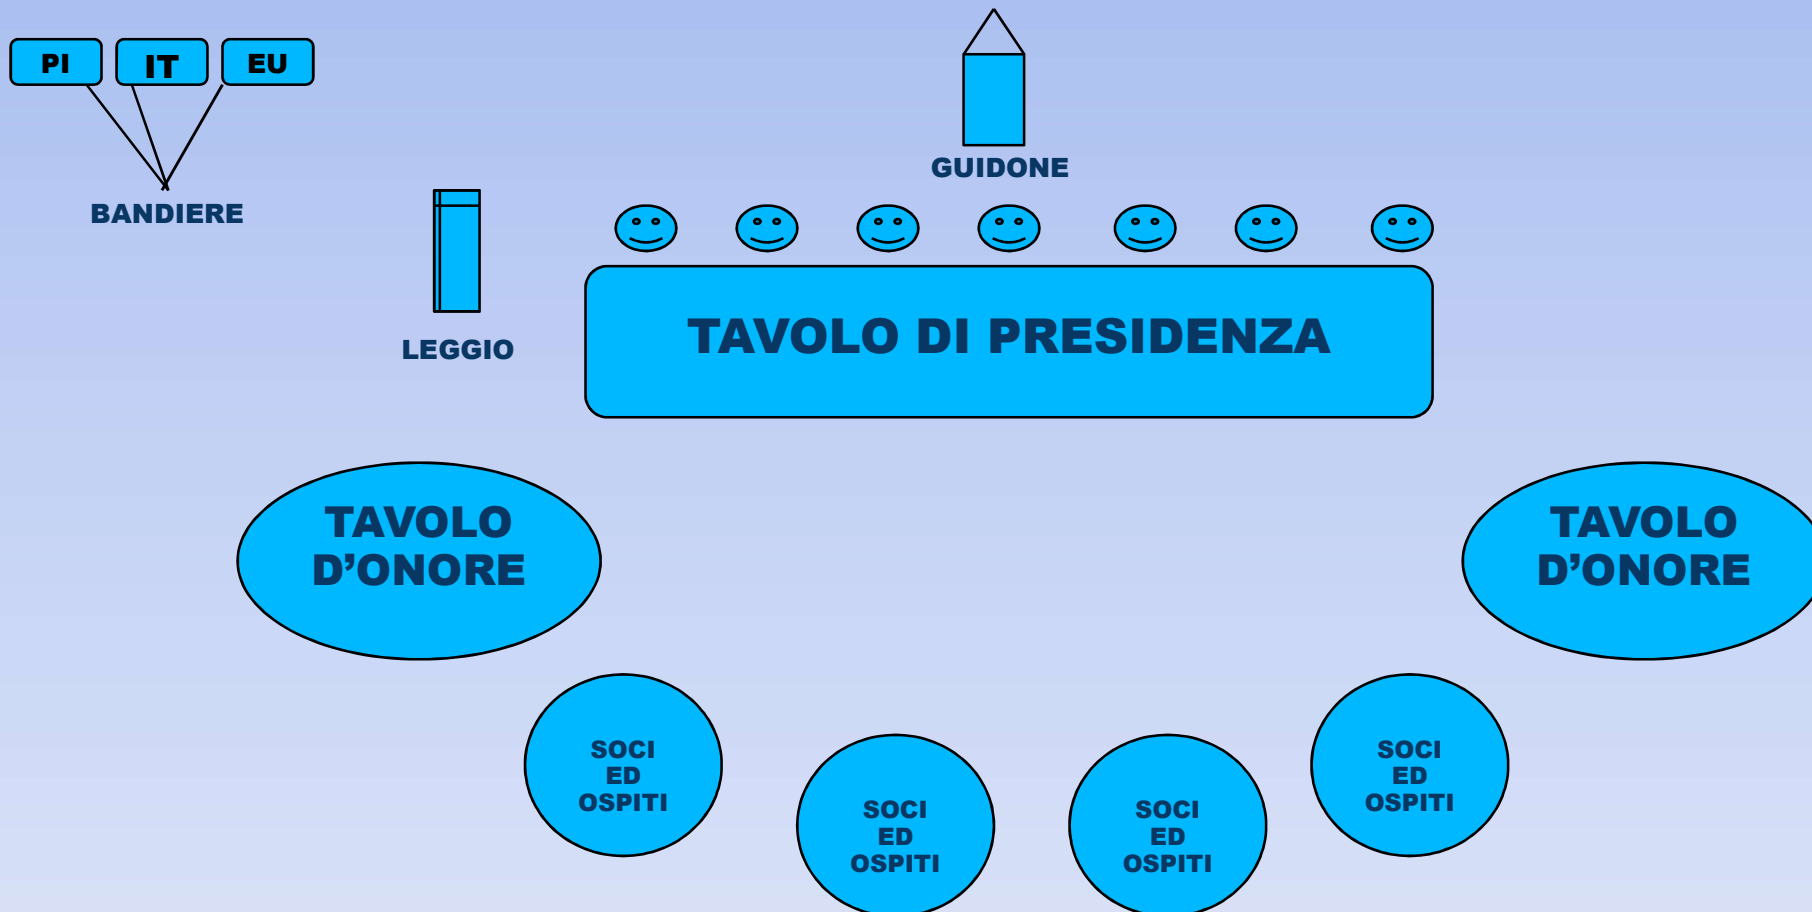 PI
IT
EU
BANDIERE
GUIDONE
LEGGIO
TAVOLO DI PRESIDENZA
TAVOLO
D’ONORE
TAVOLO
D’ONORE
SOCI
ED
OSPITI
SOCI
ED
OSPITI
SOCI
ED
OSPITI
SOCI
ED
OSPITI